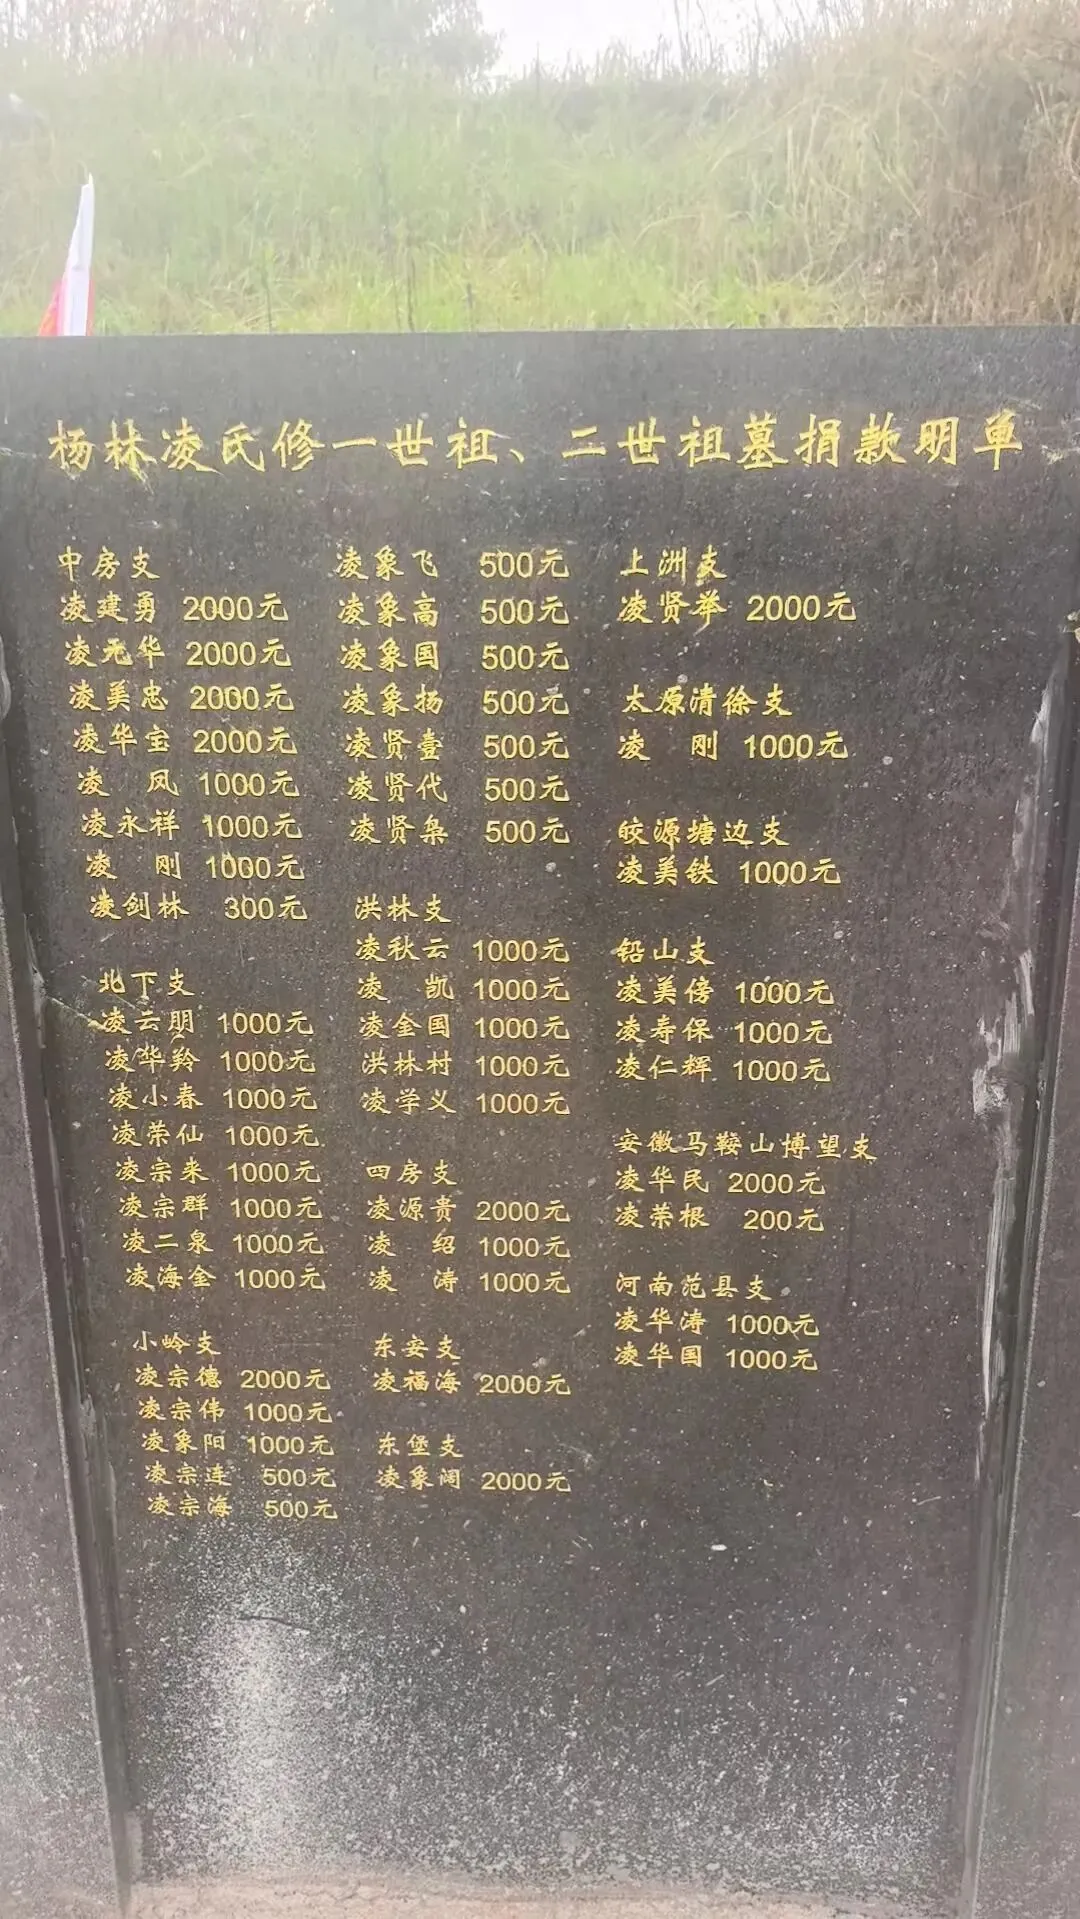 杨林凌氏修一世祖、二世祖墓捐款明单
中房支
凌建勇 2000元
凌元华 2000元
凌美忠 2000元
凌华宝 2000元
凌 凤 1000元
凌永祥 1000元
凌 刚 1000元
凌剑林 300元
北下支
凌云朋 1000元
凌华羚 1000元
凌小春 1000元
凌荣仙 1000元
凌宗来 1000元
凌宗群 1000元
凌二泉 1000元
凌海金 1000元
小岭支
凌宗德 2000元
凌宗伟 1000元
凌象阳 1000元
凌宗连 500元
凌宗海 500元
凌象飞 500元
凌象高 500元
凌象国 500元
凌象扬 500元
凌贤壹 500元
凌贤代 500元
凌贤枭 500元
洪林支
凌秋云 1000元
凌 凯 1000元
凌金国 1000元
洪林村 1000元
凌学义 1000元
四房支
凌源贵 2000元
凌 绍 1000元
凌 涛 1000元
东安支
凌福海 2000元
东堡支
凌象阔 2000元
上洲支
凌贤举 2000元
太原清徐支
凌 刚 1000元
皎源塘边支
凌美铁 1000元
铅山支
凌美傍 1000元
凌寿保 1000元
凌仁辉 1000元
安徽马鞍山博望支
凌华民 2000元
凌荣根 200元
河南范县支
凌华涛 1000元
凌华国 1000元